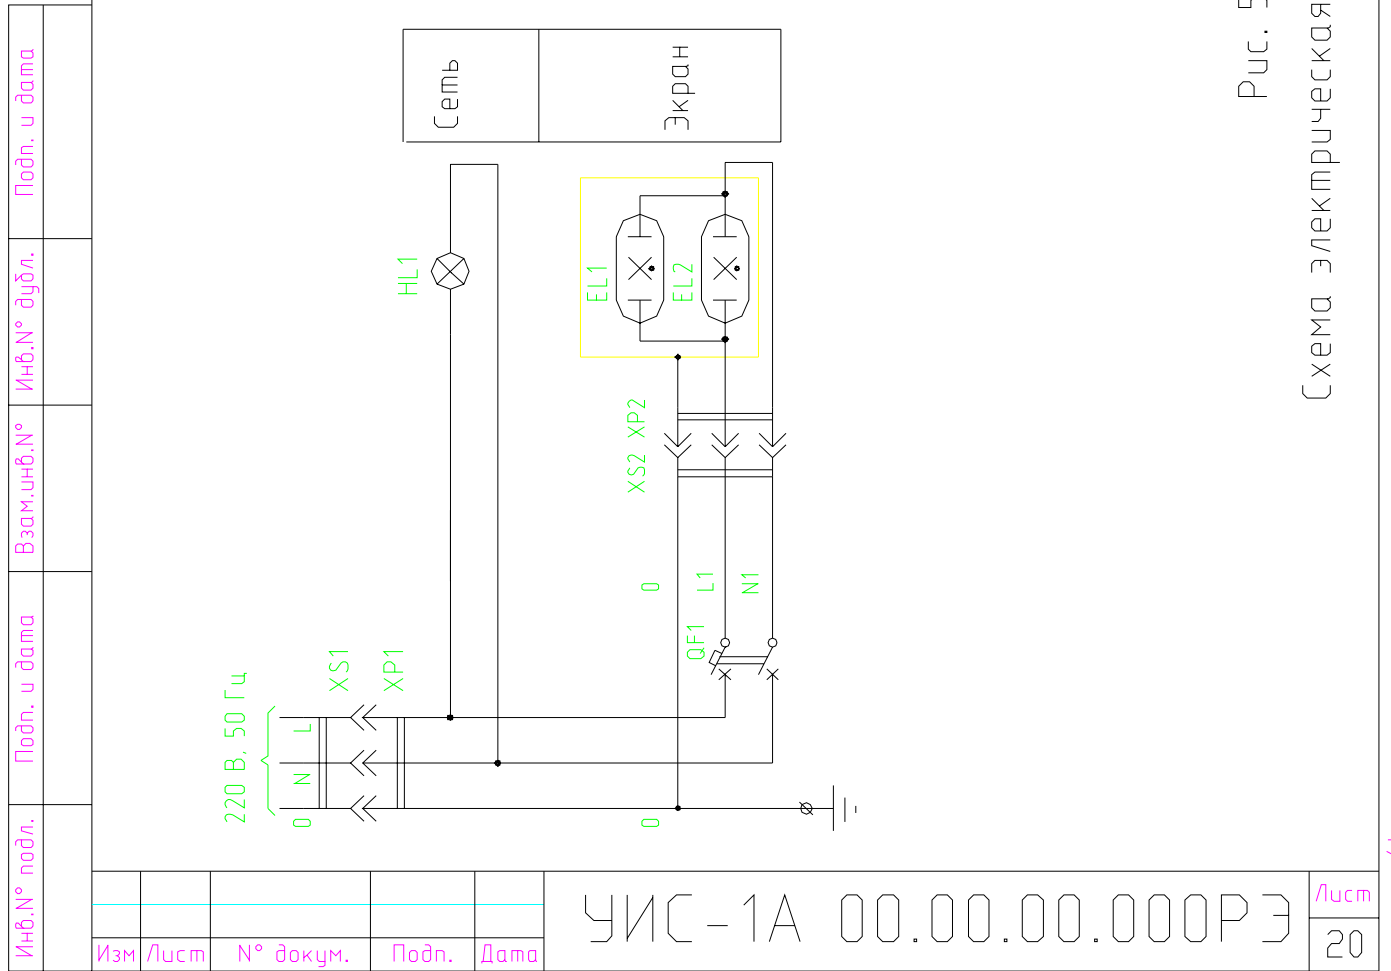 Рис. 5
Схема электрическая
Сеть
Экран
HL1
EL1
EL2
XS2 XP2
0
L1
N1
QF1
XS1
XP1
220 В. 50 Гц
L
N
0
0
Подп. и дата
Инв.N° дубл.
Взам.инв.N°
Подп. и дата
Инв.N° подл.
Изм Лист N° докум. Подп. Дата
УИС-1А 00.00.00.000РЭ
Лист
20